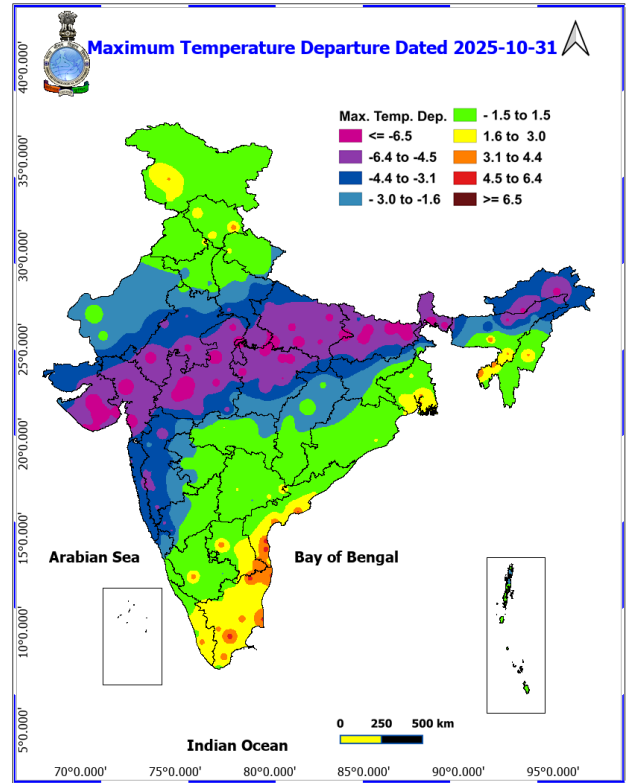 Maximum Temperature Departure Dated 2025-10-31
Max. Temp. Dep.
<= -6.5
-6.4 to -4.5
-4.4 to -3.1
- 3.0 to -1.6
- 1.5 to 1.5
1.6 to 3.0
3.1 to 4.4
4.5 to 6.4
>= 6.5
40°0.000'
35°0.000'
30°0.000'
25°0.000'
20°0.000'
15°0.000'
10°0.000'
5°0.000'
Arabian Sea
Bay of Bengal
Indian Ocean
0 250 500 km
70°0.000' 75°0.000' 80°0.000' 85°0.000' 90°0.000' 95°0.000'